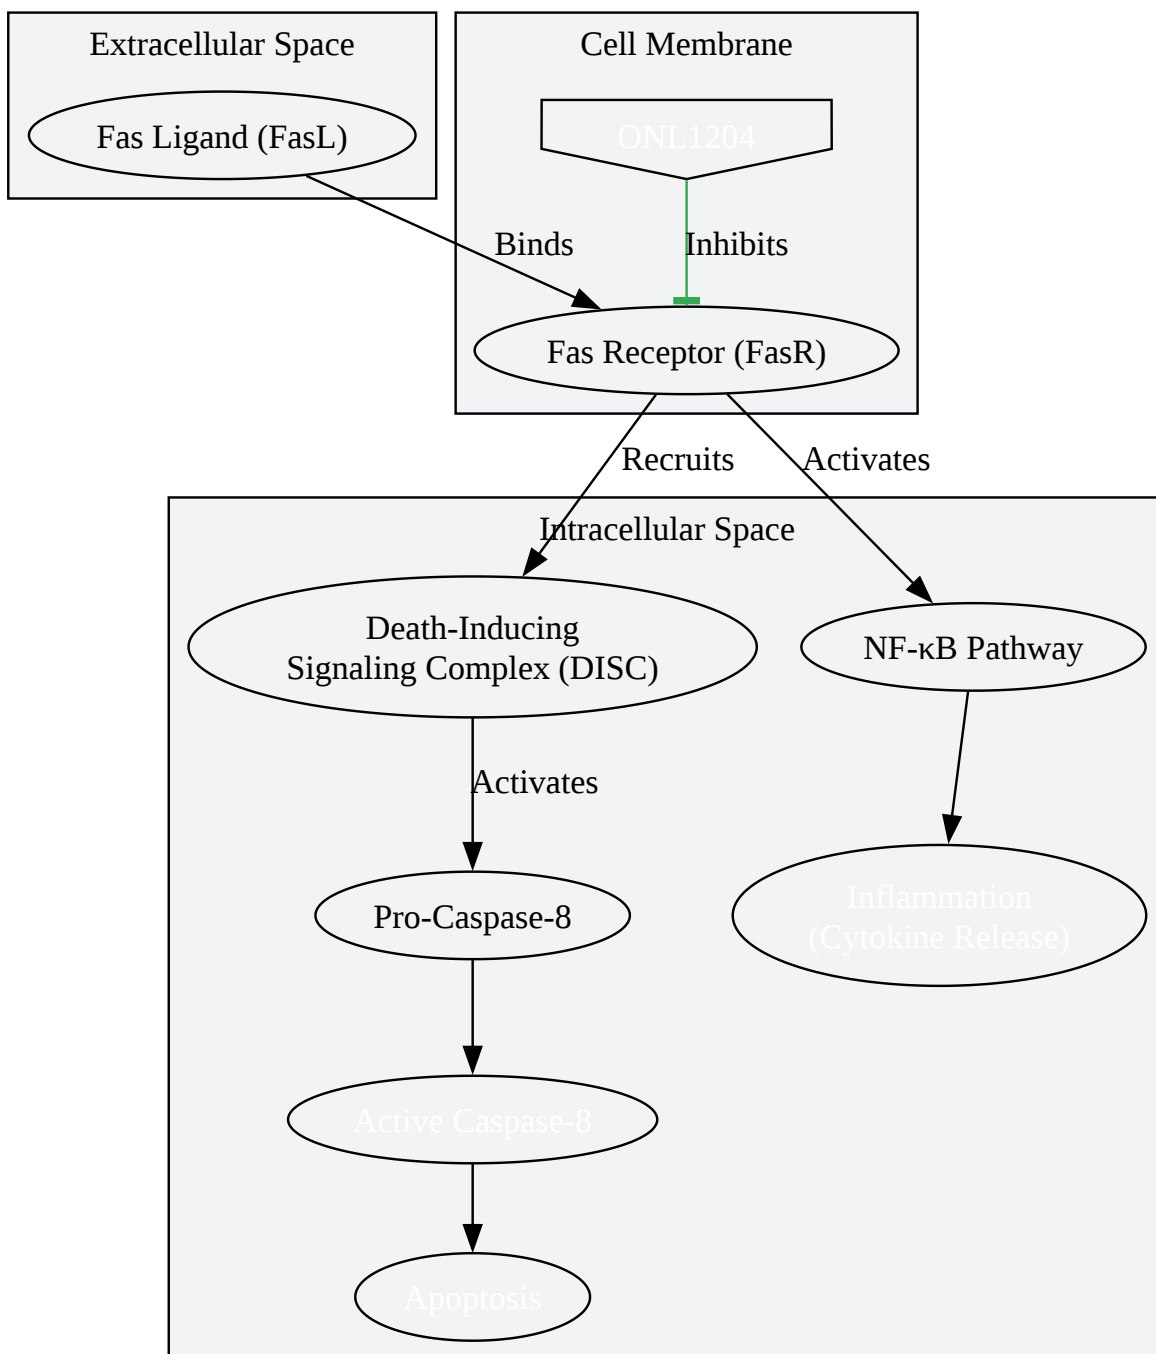 Extracellular Space
Cell Membrane
Fas Ligand (FasL)
ONL1204
Binds
Inhibits
Fas Receptor (FasR)
Recruits
Activates
Intracellular Space
Death-Inducing
Signaling Complex (DISC)
NF-κB Pathway
Activates
Pro-Caspase-8
Inflammation
(Cytokine Release)
Active Caspase-8
Apoptosis